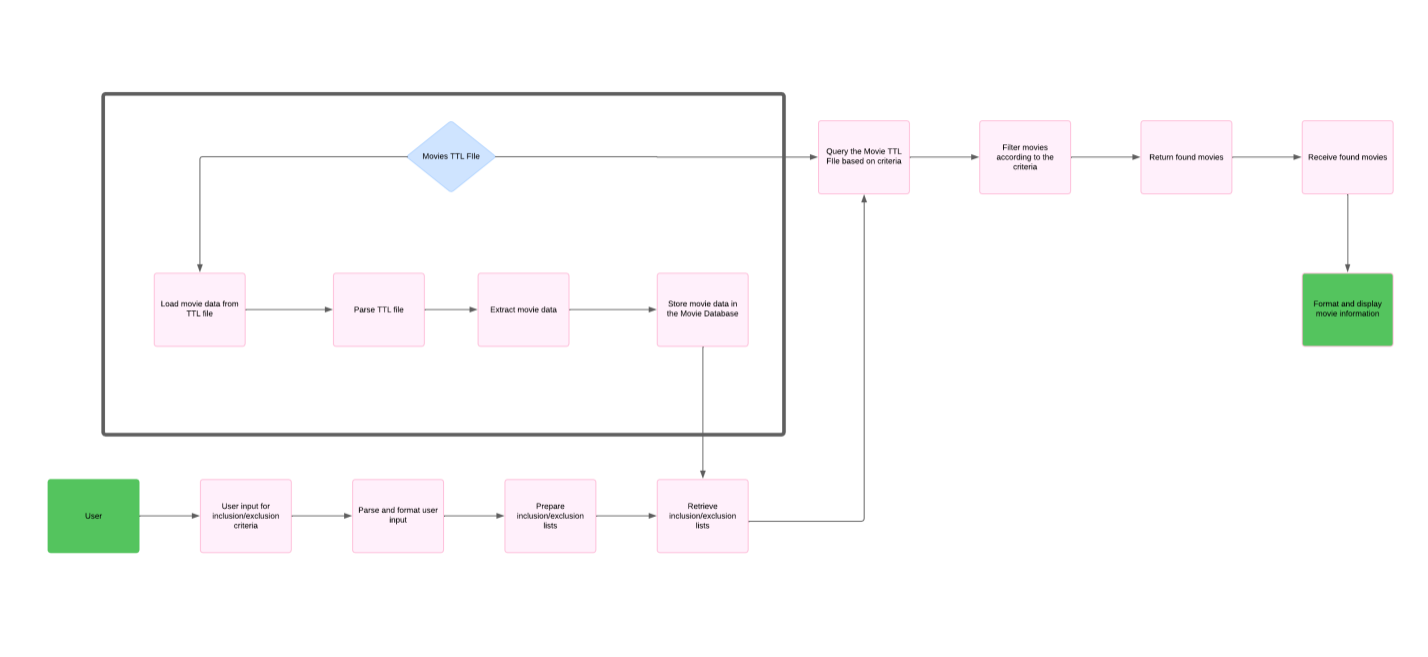 Movies TTL FIle
Query the Movie TTL
FIle based on criteria
Filter movies
according to the
criteria
Return found movies
Receive found movies
Load movie data from
TTL file
Parse TTL file
Extract movie data
Store movie data in
the Movie Database
Format and display
movie information
User
User input for
inclusion/exclusion
criteria
Parse and format user
input
Prepare
inclusion/exclusion
lists
Retrieve
inclusion/exclusion
lists